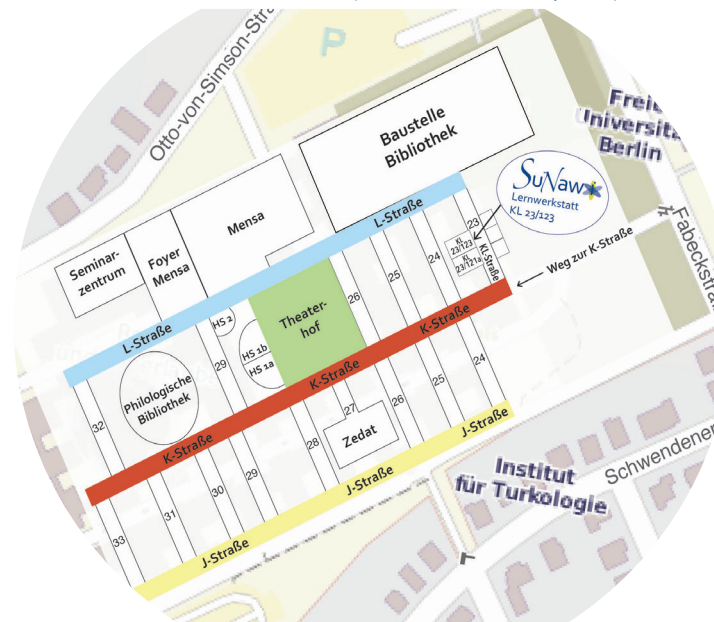 Otto-von-Simson-Stra
P
Baustelle
Bibliothek
Freie
Universitä
Berlin
SuNaw
Lernwerkstatt
KL 23/123
Mensa
Foyer
Mensa
Seminar-
zentrum
L-Straße
L-Straße
23
KL
23/123
KL
23/121a
KL-Straße
Weg zur K-Straße
Fabeckstra
24
25
26
Theater-
hof
HS 2
HS 1b
HS 1a
29
Philologische
Bibliothek
32
K-Straße
K-Straße
K-Straße
24
25
26
27
Zedat
28
29
30
31
33
J-Straße
J-Straße
J-Straße
Institut
für Turkologie
Schwendener